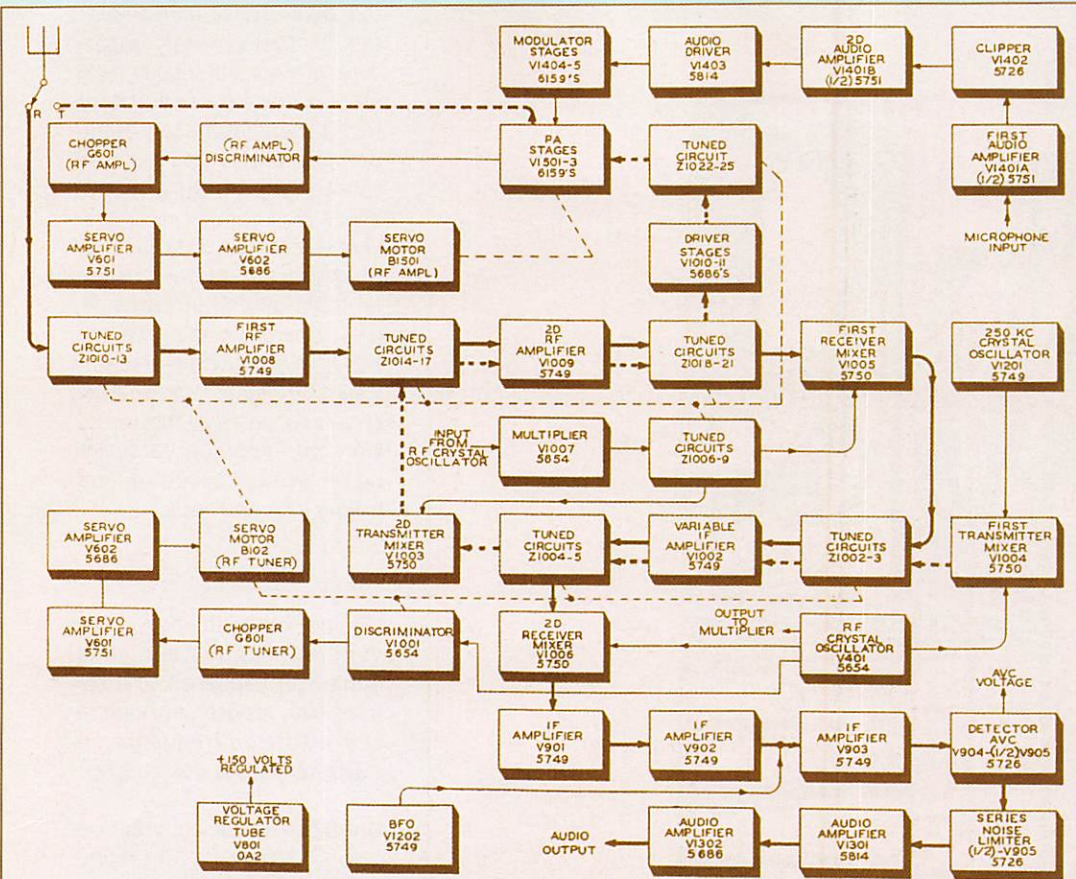 MODULATOR
STAGES
V1404-5
6159'S
AUDIO
DRIVER
V1403
5814
2D
AUDIO
AMPLIFIER
V1401B
(1/2) 5751
CLIPPER
V1402
5726
R
T
CHOPPER
G601
(RF AMPL)
(RF AMPL)
DISCRIMINATOR
PA
STAGES
V1501-3
6159'S
TUNED
CIRCUIT
Z1022-25
FIRST
AUDIO
AMPLIFIER
V1401A
(1/2) 5751
MICROPHONE
INPUT
SERVO
AMPLIFIER
V601
5751
SERVO
AMPLIFIER
V602
5686
SERVO
MOTOR
B1501
(RF AMPL)
DRIVER
STAGES
V1010-11
5686'S
TUNED
CIRCUITS
Z1010-13
FIRST
RF
AMPLIFIER
V1008
5749
TUNED
CIRCUITS
Z1014-17
2D
RF
AMPLIFIER
V1009
5749
TUNED
CIRCUITS
Z1018-21
FIRST
RECEIVER
MIXER
V1005
5750
250 KC
CRYSTAL
OSCILLATOR
V1201
5749
INPUT
FROM
RF CRYSTAL
OSCILLATOR
MULTIPLIER
V1007
5654
TUNED
CIRCUITS
Z1006-9
SERVO
AMPLIFIER
V602
5686
SERVO
MOTOR
B102
(RF TUNER)
2D
TRANSMITTER
MIXER
V4-03
5750
TUNED
CIRCUITS
Z1004-5
VARIABLE
IF
AMPLIFIER
V1002
5749
TUNED
CIRCUITS
Z1002-3
FIRST
TRANSMITTER
MIXER
V1004
5750
SERVO
AMPLIFIER
V601
5751
CHOPPER
G601
(RF TUNER)
DISCRIMINATOR
V1001
5654
2D
RECEIVER
MIXER
V1006
5750
OUTPUT
TO
MULTIPLIER
RF
CRYSTAL
OSCILLATOR
V401
5654
AVC
VOLTAGE
IF
AMPLIFIER
V901
5749
IF
AMPLIFIER
V902
5749
IF
AMPLIFIER
V903
5749
DETECTOR
AVC
V904-(1/2)V905
5726
+150 VOLTS
REGULATED
VOLTAGE
REGULATOR
TUBE
V801
OA2
BFO
V1202
5749
AUDIO
OUTPUT
AUDIO
AMPLIFIER
V1302
5686
AUDIO
AMPLIFIER
V1301
5814
SERIES
NOISE
LIMITER
(1/2)-V905
5726